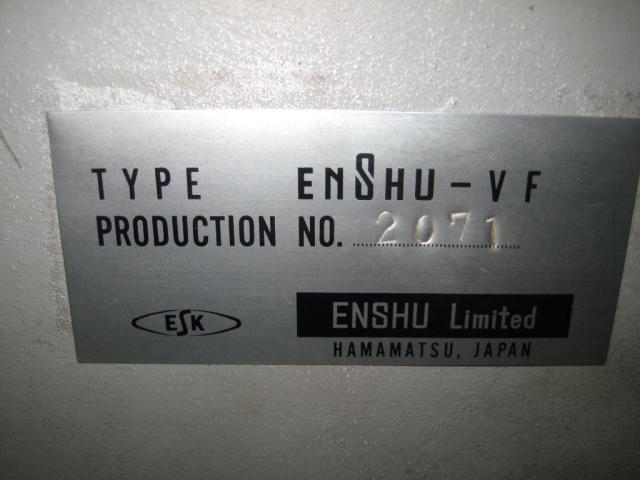 TYPE ENSHU-VF
PRODUCTION NO. 2071
ESK
ENSHU Limited
HAMAMATSU, JAPAN